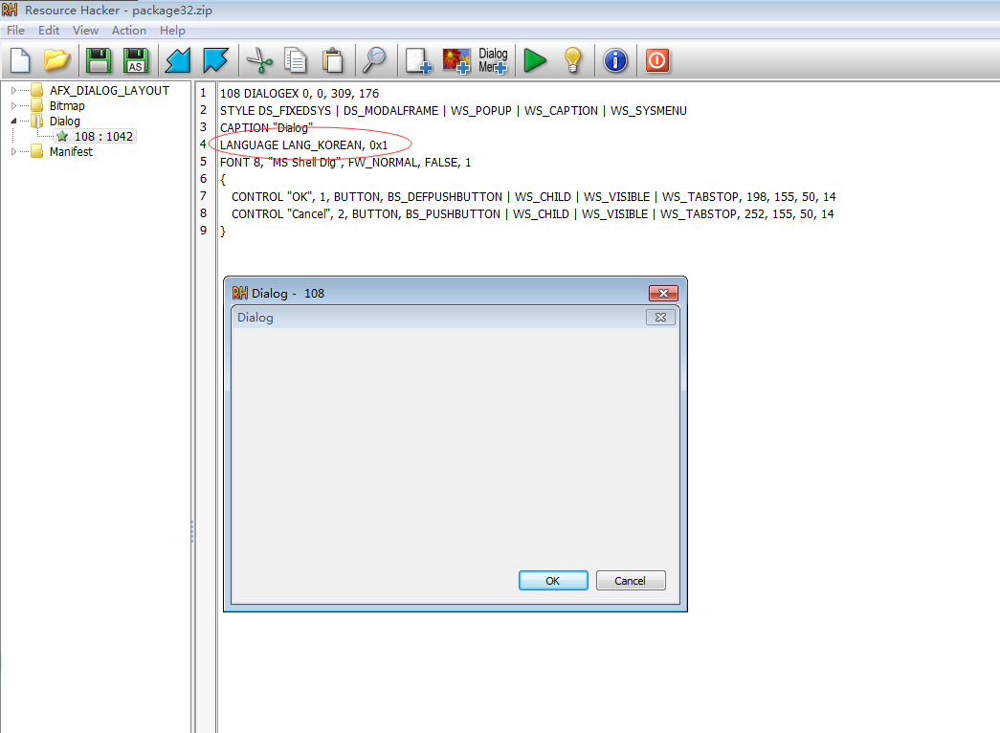 RH Resource Hacker - package32.zip
File Edit View Action Help
AS
Dialog
Menu
AFX_DIALOG_LAYOUT
Bitmap
Dialog
108 : 1042
Manifest
1 108 DIALOGEX 0, 0, 309, 176
2 STYLE DS_FIXEDSYS | DS_MODALFRAME | WS_POPUP | WS_CAPTION | WS_SYSMENU
3 CAPTION "Dialog"
4 LANGUAGE LANG_KOREAN, 0x1
5 FONT 8, "MS Shell Dlg", FW_NORMAL, FALSE, 1
6 {
7 CONTROL "OK", 1, BUTTON, BS_DEFPUSHBUTTON | WS_CHILD | WS_VISIBLE | WS_TABSTOP, 198, 155, 50, 14
8 CONTROL "Cancel", 2, BUTTON, BS_PUSHBUTTON | WS_CHILD | WS_VISIBLE | WS_TABSTOP, 252, 155, 50, 14
9 }
RH Dialog - 108
Dialog
OK Cancel